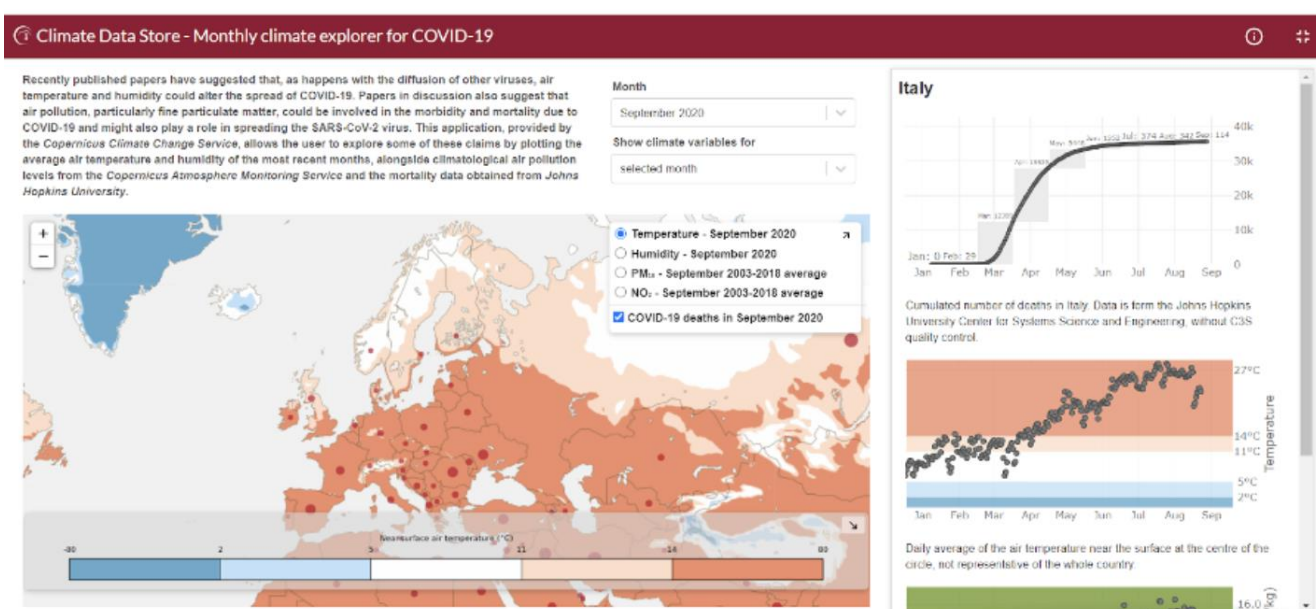 Climate Data Store - Monthly climate explorer for COVID-19
Recently published papers have suggested that, as happens with the diffusion of other viruses, air
temperature and humidity could alter the spread of COVID-19. Papers in discussion also suggest that
air pollution, particularly fine particulate matter, could be involved in the morbidity and mortality due to
COVID-19 and might also play a role in spreading the SARS-CoV-2 virus. This application, provided by
the Copernicus Climate Change Service, allows the user to explore some of these claims by plotting the
average air temperature and humidity of the most recent months, alongside climatological air pollution
levels from the Copernicus Atmosphere Monitoring Service and the mortality data obtained from Johns
Hopkins University.
Month
September 2020
Show climate variables for
selected month
+
−
Temperature - September 2020
Humidity - September 2020
- September 2003-2018 average
NO₂ - September 2003-2018 average
COVID-19 deaths in September 2020
Near-surface air temperature (°C)
2
5
11
14
Italy
Jan: 0 Feb: 29
Jul: 374 Aug: 342 Sep: 114
40k
30k
20k
10k
0
Jan Feb Mar Apr May Jun Jul Aug Sep
Cumulated number of deaths in Italy. Data is form the Johns Hopkins
University Center for Systems Science and Engineering, without C3S
quality control.
27°C
14°C
11°C
5°C
2°C
Temperature
Jan Feb Mar Apr May Jun Jul Aug Sep
Daily average of the air temperature near the surface at the centre of the
circle, not representative of the whole country.
16.0